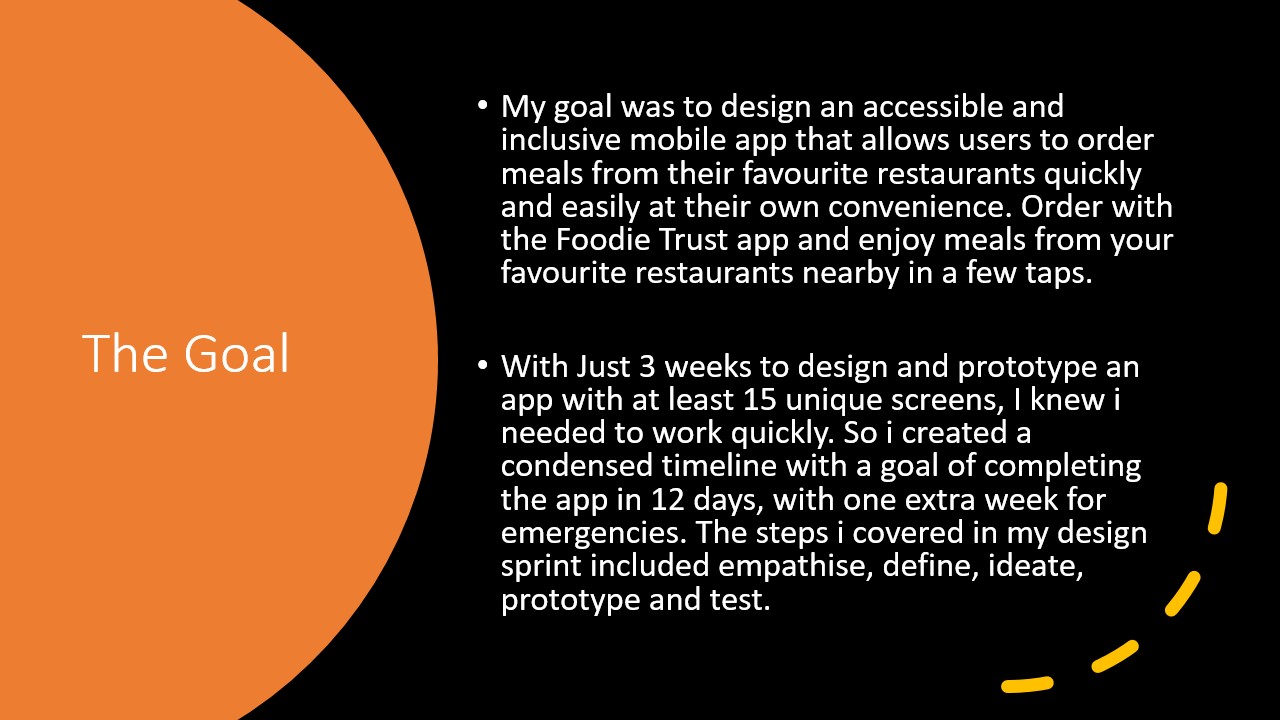 The Goal
• My goal was to design an accessible and
inclusive mobile app that allows users to order
meals from their favourite restaurants quickly
and easily at their own convenience. Order with
the Foodie Trust app and enjoy meals from your
favourite restaurants nearby in a few taps.
• With Just 3 weeks to design and prototype an
app with at least 15 unique screens, I knew i
needed to work quickly. So i created a
condensed timeline with a goal of completing
the app in 12 days, with one extra week for
emergencies. The steps i covered in my design
sprint included empathise, define, ideate,
prototype and test.